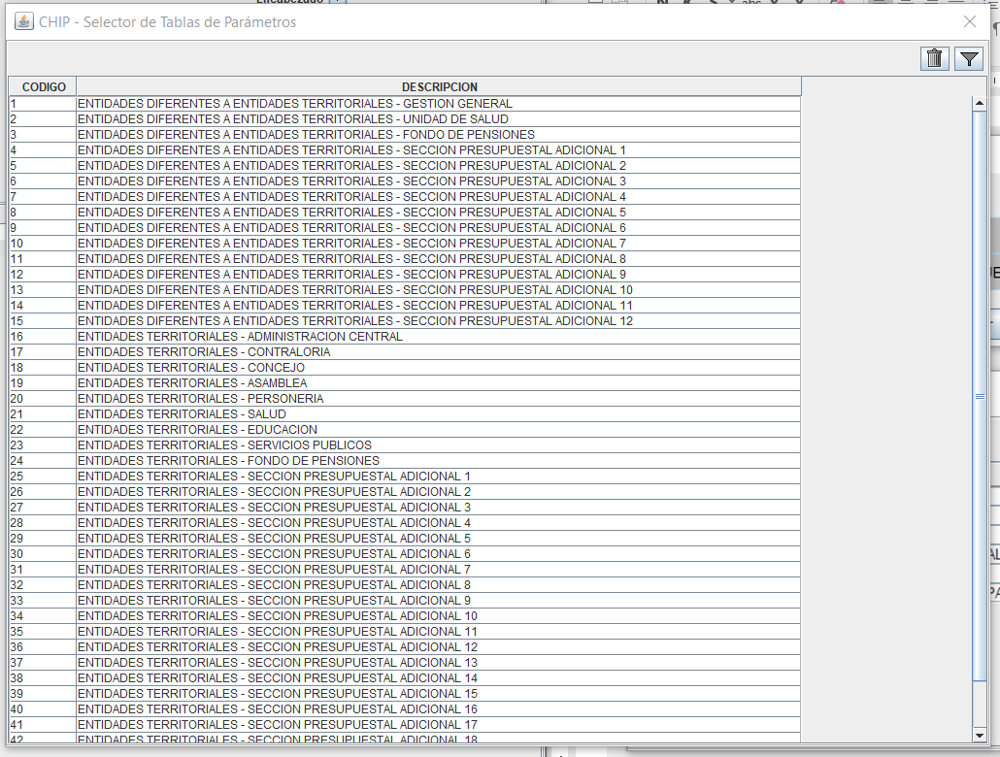 Encabezado
CHIP - Selector de Tablas de Parámetros
CODIGO DESCRIPCION
1 ENTIDADES DIFERENTES A ENTIDADES TERRITORIALES - GESTION GENERAL
2 ENTIDADES DIFERENTES A ENTIDADES TERRITORIALES - UNIDAD DE SALUD
3 ENTIDADES DIFERENTES A ENTIDADES TERRITORIALES - FONDO DE PENSIONES
4 ENTIDADES DIFERENTES A ENTIDADES TERRITORIALES - SECCION PRESUPUESTAL ADICIONAL 1
5 ENTIDADES DIFERENTES A ENTIDADES TERRITORIALES - SECCION PRESUPUESTAL ADICIONAL 2
6 ENTIDADES DIFERENTES A ENTIDADES TERRITORIALES - SECCION PRESUPUESTAL ADICIONAL 3
7 ENTIDADES DIFERENTES A ENTIDADES TERRITORIALES - SECCION PRESUPUESTAL ADICIONAL 4
8 ENTIDADES DIFERENTES A ENTIDADES TERRITORIALES - SECCION PRESUPUESTAL ADICIONAL 5
9 ENTIDADES DIFERENTES A ENTIDADES TERRITORIALES - SECCION PRESUPUESTAL ADICIONAL 6
10 ENTIDADES DIFERENTES A ENTIDADES TERRITORIALES - SECCION PRESUPUESTAL ADICIONAL 7
11 ENTIDADES DIFERENTES A ENTIDADES TERRITORIALES - SECCION PRESUPUESTAL ADICIONAL 8
12 ENTIDADES DIFERENTES A ENTIDADES TERRITORIALES - SECCION PRESUPUESTAL ADICIONAL 9
13 ENTIDADES DIFERENTES A ENTIDADES TERRITORIALES - SECCION PRESUPUESTAL ADICIONAL 10
14 ENTIDADES DIFERENTES A ENTIDADES TERRITORIALES - SECCION PRESUPUESTAL ADICIONAL 11
15 ENTIDADES DIFERENTES A ENTIDADES TERRITORIALES - SECCION PRESUPUESTAL ADICIONAL 12
16 ENTIDADES TERRITORIALES - ADMINISTRACION CENTRAL
17 ENTIDADES TERRITORIALES - CONTRALORIA
18 ENTIDADES TERRITORIALES - CONCEJO
19 ENTIDADES TERRITORIALES - ASAMBLEA
20 ENTIDADES TERRITORIALES - PERSONERIA
21 ENTIDADES TERRITORIALES - SALUD
22 ENTIDADES TERRITORIALES - EDUCACION
23 ENTIDADES TERRITORIALES - SERVICIOS PUBLICOS
24 ENTIDADES TERRITORIALES - FONDO DE PENSIONES
25 ENTIDADES TERRITORIALES - SECCION PRESUPUESTAL ADICIONAL 1
26 ENTIDADES TERRITORIALES - SECCION PRESUPUESTAL ADICIONAL 2
27 ENTIDADES TERRITORIALES - SECCION PRESUPUESTAL ADICIONAL 3
28 ENTIDADES TERRITORIALES - SECCION PRESUPUESTAL ADICIONAL 4
29 ENTIDADES TERRITORIALES - SECCION PRESUPUESTAL ADICIONAL 5
30 ENTIDADES TERRITORIALES - SECCION PRESUPUESTAL ADICIONAL 6
31 ENTIDADES TERRITORIALES - SECCION PRESUPUESTAL ADICIONAL 7
32 ENTIDADES TERRITORIALES - SECCION PRESUPUESTAL ADICIONAL 8
33 ENTIDADES TERRITORIALES - SECCION PRESUPUESTAL ADICIONAL 9
34 ENTIDADES TERRITORIALES - SECCION PRESUPUESTAL ADICIONAL 10
35 ENTIDADES TERRITORIALES - SECCION PRESUPUESTAL ADICIONAL 11
36 ENTIDADES TERRITORIALES - SECCION PRESUPUESTAL ADICIONAL 12
37 ENTIDADES TERRITORIALES - SECCION PRESUPUESTAL ADICIONAL 13
38 ENTIDADES TERRITORIALES - SECCION PRESUPUESTAL ADICIONAL 14
39 ENTIDADES TERRITORIALES - SECCION PRESUPUESTAL ADICIONAL 15
40 ENTIDADES TERRITORIALES - SECCION PRESUPUESTAL ADICIONAL 16
41 ENTIDADES TERRITORIALES - SECCION PRESUPUESTAL ADICIONAL 17
42 ENTIDADES TERRITORIALES - SECCION PRESUPUESTAL ADICIONAL 18